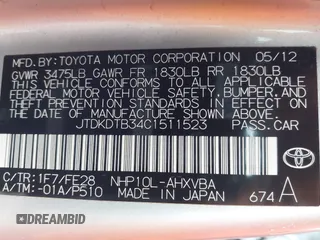 MFD.BY:TOYOTA MOTOR CORPORATION 05/12
GVWR 3475LB GAWR FR 1830LB RR 1830LB
THIS VEHICLE CONFORMS TO ALL APPLICABLE
FEDERAL MOTOR VEHICLE SAFETY, BUMPER, AND
THEFT PREVENTION STANDARDS IN EFFECT ON
THE DATE OF MANUFACTURE SHOWN ABOVE.
JTDKDTB34C1511523 PASS.CAR
C/TR:1F7/FE28 NHP10L-AHXVBA
A/TM:-01A/P510 MADE IN JAPAN 674 A
TOYOTA
DREAMBID